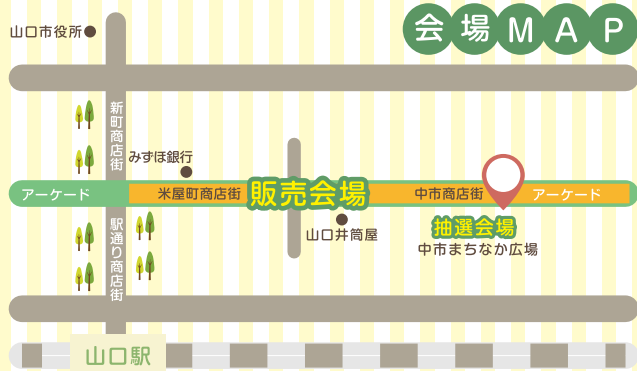 会場MAP
山口市役所
新町商店街
みずほ銀行
アーケード
米屋町商店街
販売会場
中市商店街
アーケード
駅通り商店街
山口井筒屋
抽選会場
中市まちなか広場
山口駅